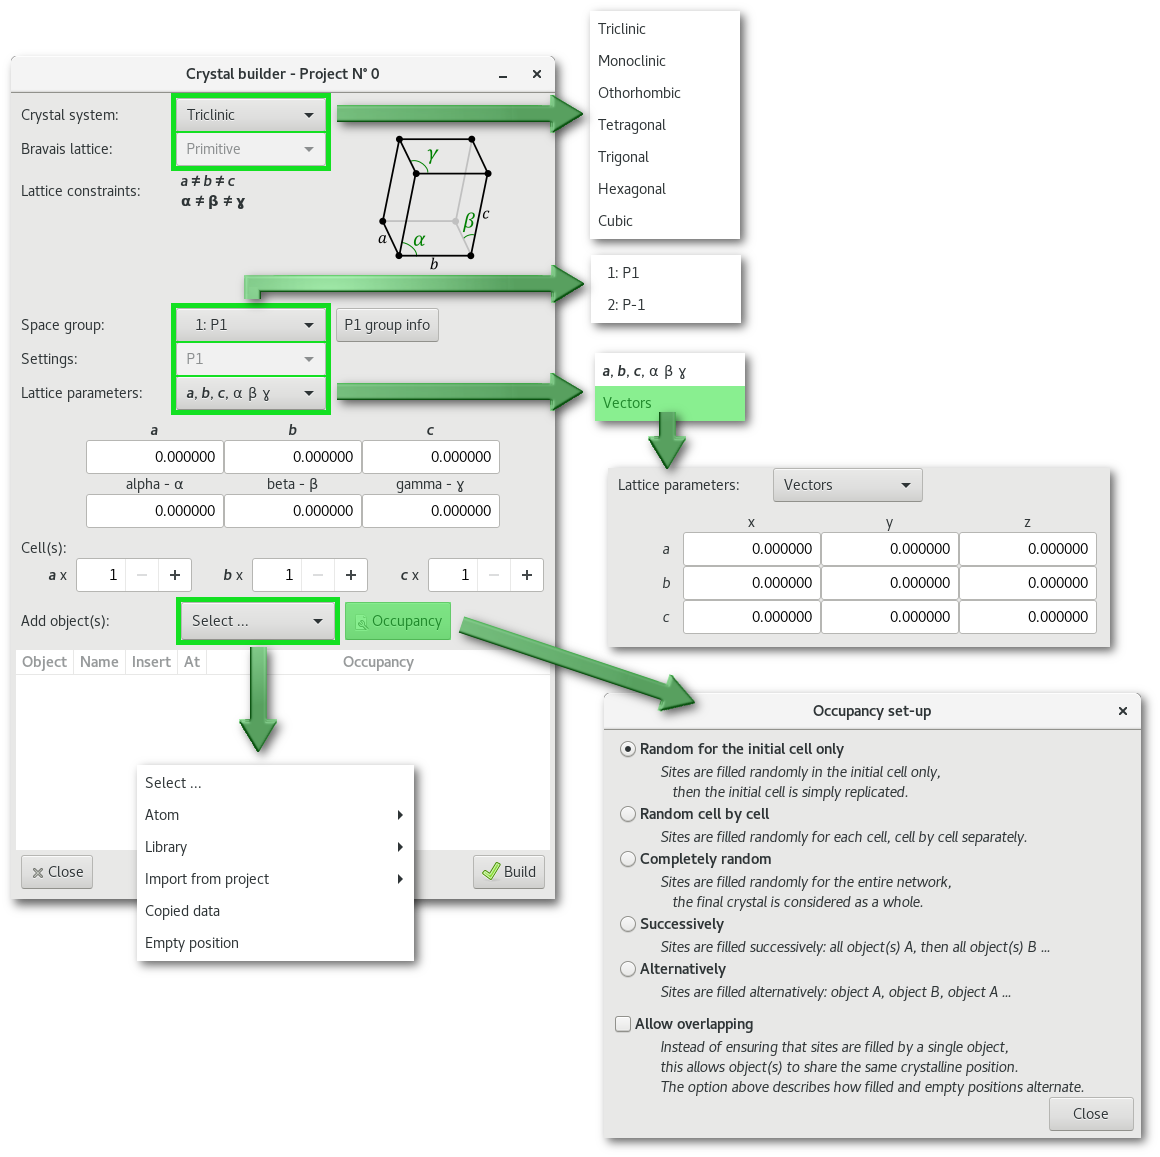 Crystal builder - Project N° 0
Crystal system:
Triclinic
Bravais lattice:
Primitive
Lattice constraints:
a ≠ b ≠ c
α ≠ β ≠ ɣ
γ
c
β
a
α
b
Space group:
1: P1
P1 group info
Settings:
P1
Lattice parameters:
a, b, c, α β ɣ
a b c
0.000000 0.000000 0.000000
alpha - α beta - β gamma - ɣ
0.000000 0.000000 0.000000
Cell(s):
a x 1 − + b x 1 − + c x 1 − +
Add object(s):
Select ...
Occupancy
Object Name Insert At Occupancy
Close
Build
Triclinic
Monoclinic
Othorhombic
Tetragonal
Trigonal
Hexagonal
Cubic
1: P1
2: P-1
a, b, c, α β ɣ
Vectors
Lattice parameters: Vectors
x y z
a 0.000000 0.000000 0.000000
b 0.000000 0.000000 0.000000
c 0.000000 0.000000 0.000000
Select ...
Atom
Library
Import from project
Copied data
Empty position
Occupancy set-up
Random for the initial cell only
Sites are filled randomly in the initial cell only,
then the initial cell is simply replicated.
Random cell by cell
Sites are filled randomly for each cell, cell by cell separately.
Completely random
Sites are filled randomly for the entire network,
the final crystal is considered as a whole.
Successively
Sites are filled successively: all object(s) A, then all object(s) B ...
Alternatively
Sites are filled alternatively: object A, object B, object A ...
Allow overlapping
Instead of ensuring that sites are filled by a single object,
this allows object(s) to share the same crystalline position.
The option above describes how filled and empty positions alternate.
Close